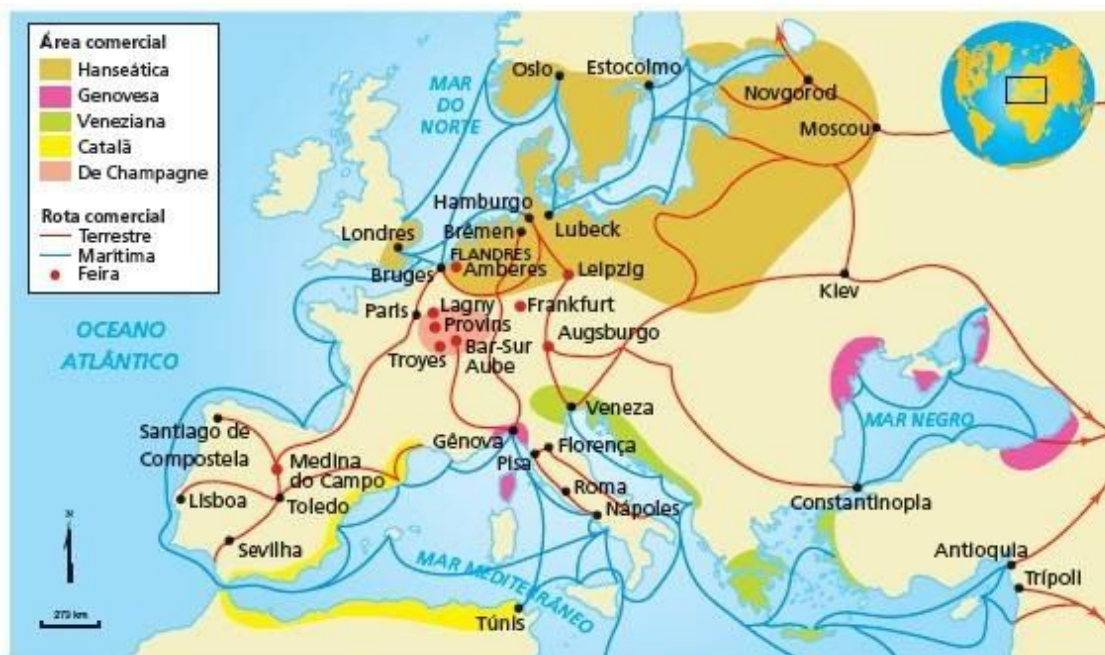 Área comercial
Hanseática
Genovesa
Veneziana
Catalã
De Champagne
Rota comercial
Terrestre
Marítima
Feira
MAR
DO
NORTE
Oslo
Estocolmo
Novgorod
Moscou
Hamburgo
Brêmen
Lubeck
Londres
FLANDRES
Bruges
Amberes
Leipzig
Kiev
Paris
Lagny
Provins
Troyes
Bar-Sur
Aube
Frankfurt
Augsburgo
OCEANO
ATLÂNTICO
Veneza
MAR NEGRO
Santiago de
Compostela
Gênova
Florença
Pisa
Medina
do Campo
Lisboa
Toledo
Roma
Nápoles
Constantinopla
Sevilha
MAR MEDITERRÂNEO
Antioquia
Trípoli
Túnis
N
273 km